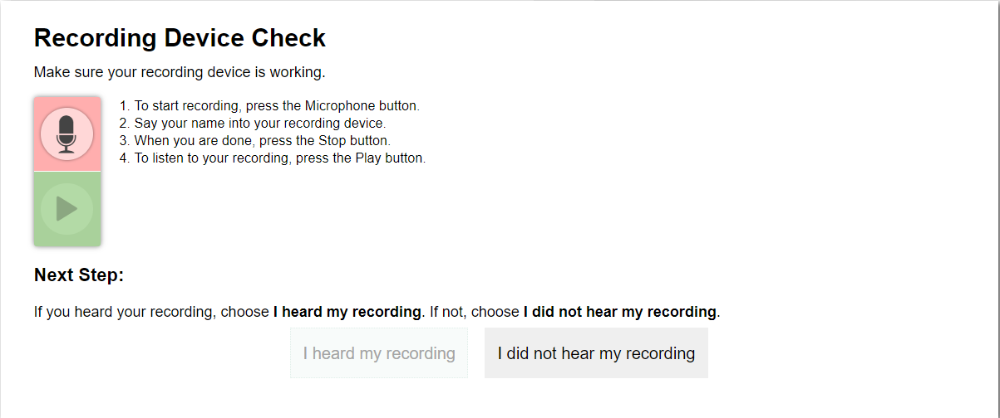 Recording Device Check
Make sure your recording device is working.
1. To start recording, press the Microphone button.
2. Say your name into your recording device.
3. When you are done, press the Stop button.
4. To listen to your recording, press the Play button.
Next Step:
If you heard your recording, choose I heard my recording. If not, choose I did not hear my recording.
I heard my recording
I did not hear my recording